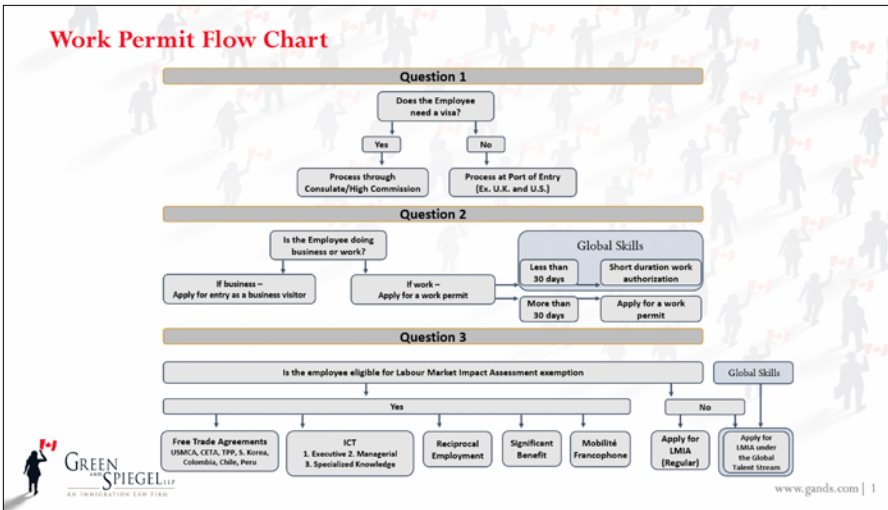 Work Permit Flow Chart
Question 1
Does the Employee
need a visa?
Yes
No
Process through
Consulate/High Commission
Process at Port of Entry
(Ex. U.K. and U.S.)
Question 2
Is the Employee doing
business or work?
If business –
Apply for entry as a business visitor
If work –
Apply for a work permit
Global Skills
Less than
30 days
Short duration work
authorization
More than
30 days
Apply for a work
permit
Question 3
Is the employee eligible for Labour Market Impact Assessment exemption
Global Skills
Yes
No
Free Trade Agreements
USMCA, CETA, TPP, S. Korea,
Colombia, Chile, Peru
ICT
1. Executive 2. Managerial
3. Specialized Knowledge
Reciprocal
Employment
Significant
Benefit
Mobilité
Francophone
Apply for
LMIA
(Regular)
Apply for
LMIA under
the Global
Talent Stream
GREEN
AND
SPIEGEL LLP
AN IMMIGRATION LAW FIRM
www.gands.com | 1